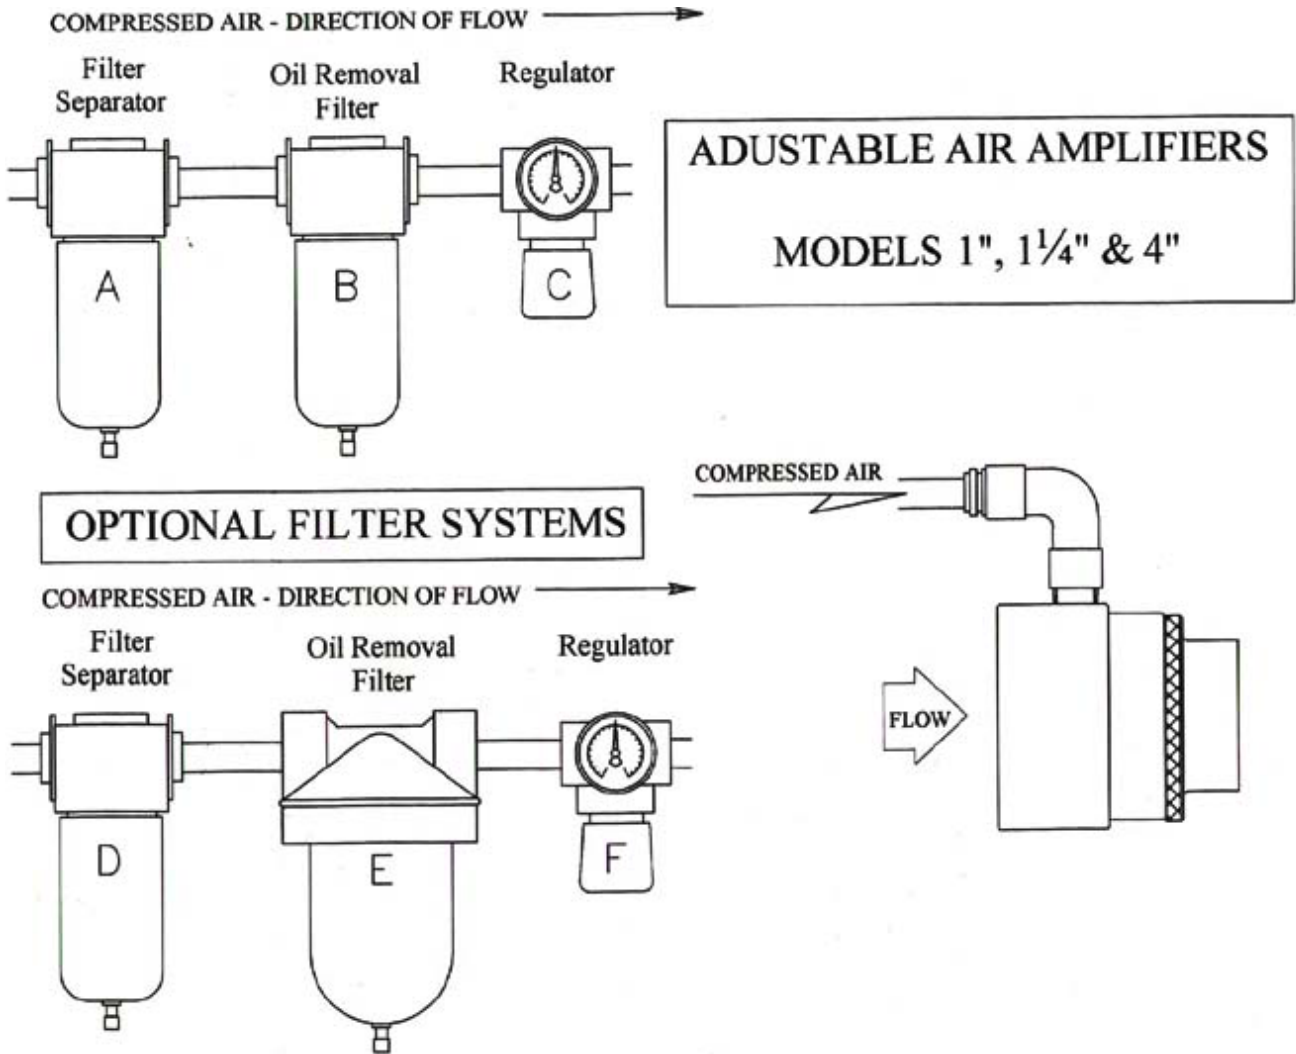 COMPRESSED AIR - DIRECTION OF FLOW
Filter
Separator
Oil Removal
Filter
Regulator
A
B
C
ADUSTABLE AIR AMPLIFIERS
MODELS 1", 1¼" & 4"
OPTIONAL FILTER SYSTEMS
COMPRESSED AIR
FLOW
COMPRESSED AIR - DIRECTION OF FLOW
Filter
Separator
Oil Removal
Filter
Regulator
D
E
F